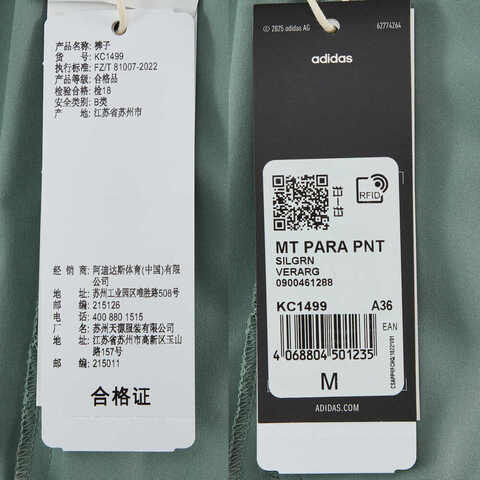 产品名称: 裤子
货 号: KC1499
执行标准: FZ/T 81007-2022
产品等级: 合格品
检验合格: 检18
安全类别: B类
产 地: 江苏省苏州市
经 销 商: 阿迪达斯体育(中国)有限
公司
地 址: 苏州工业园区唯胜路508号
邮 编: 215126
电 话: 400 880 1515
厂 名: 苏州天源服装有限公司
地 址: 江苏省苏州市高新区玉山
路157号
邮 编: 215011
合格证
© 2025 adidas AG
62774264
adidas
RFID
MT PARA PNT
SILGRN
VERARG
0900461288
KC1499 A36
EAN
4 068804 501235
M
ADIDAS.COM